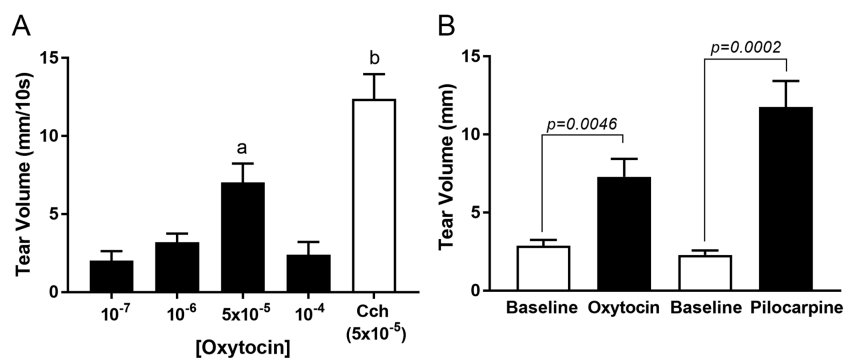 A
Tear Volume (mm/10s)
15
10
5
0
a
b
10⁻⁷
10⁻⁶
5x10⁻⁵
10⁻⁴
Cch
(5x10⁻⁵)
[Oxytocin]
B
Tear Volume (mm)
15
10
5
0
p=0.0046
p=0.0002
Baseline
Oxytocin
Baseline
Pilocarpine